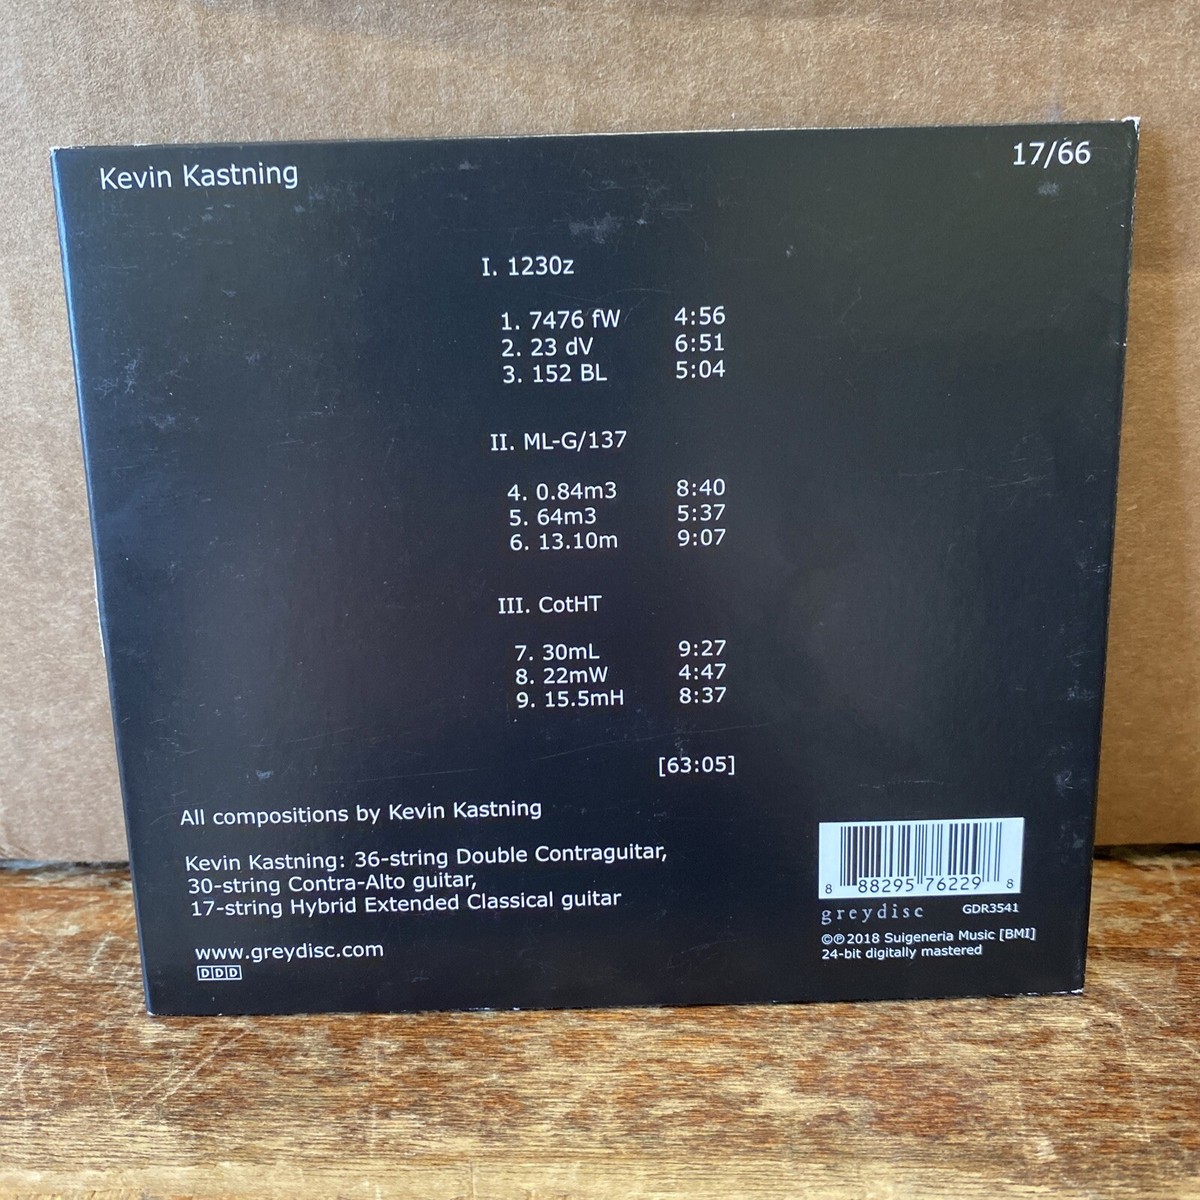 Kevin Kastning
17/66
I. 1230z
1. 7476 fW 4:56
2. 23 dV 6:51
3. 152 BL 5:04
II. ML-G/137
4. 0.84m3 8:40
5. 64m3 5:37
6. 13.10m 9:07
III. CotHT
7. 30mL 9:27
8. 22mW 4:47
9. 15.5mH 8:37
[63:05]
All compositions by Kevin Kastning
Kevin Kastning: 36-string Double Contraguitar,
30-string Contra-Alto guitar,
17-string Hybrid Extended Classical guitar
www.greydisc.com
DDD
8 88295 76229 8
greydisc GDR3541
©℗2018 Suigeneria Music [BMI]
24-bit digitally mastered